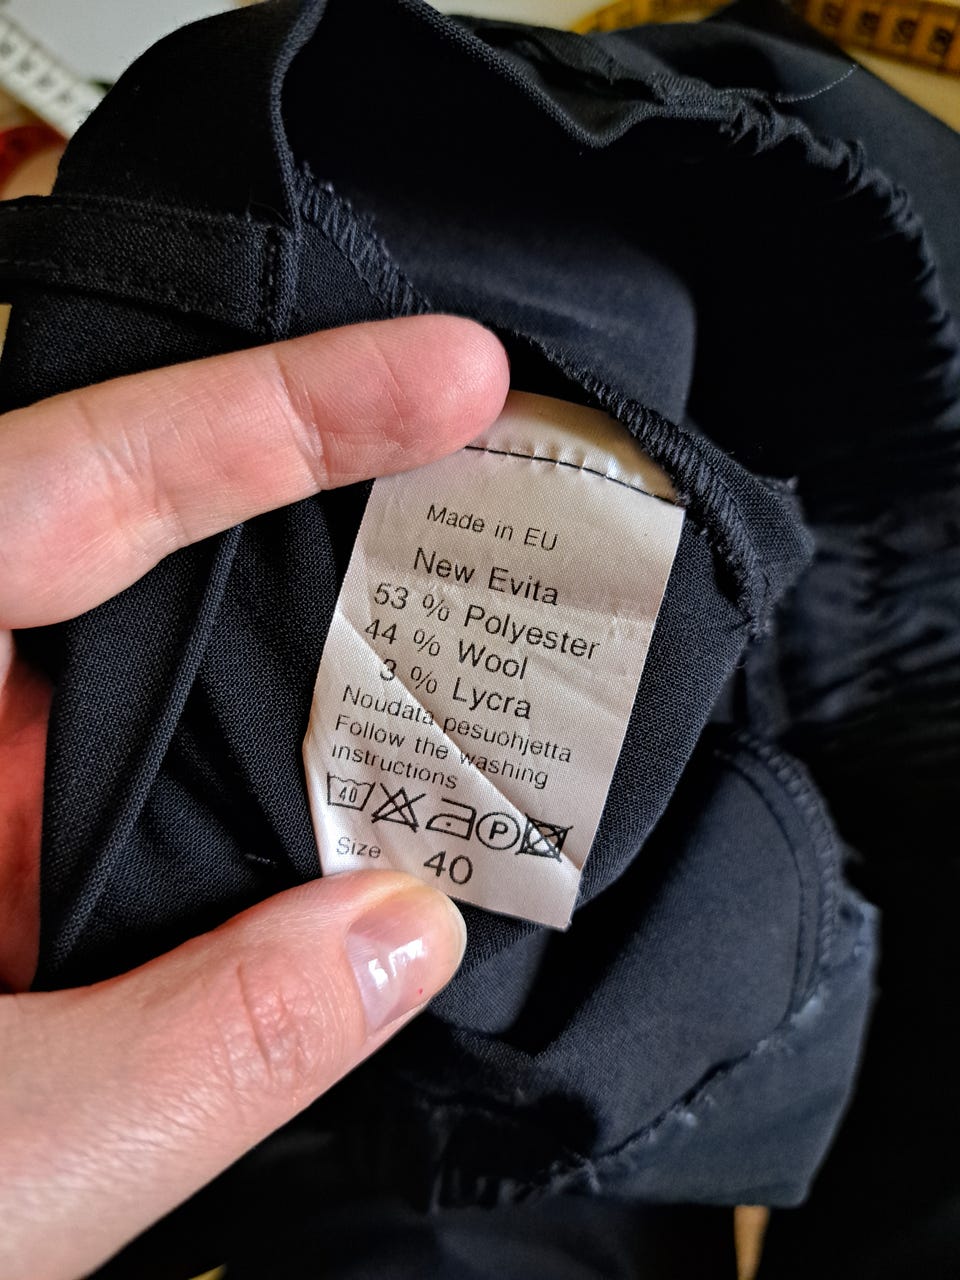 Made in EU
New Evita
53 % Polyester
44 % Wool
3 % Lycra
Noudata pesuohjetta
Follow the washing
instructions
40 P
Size 40